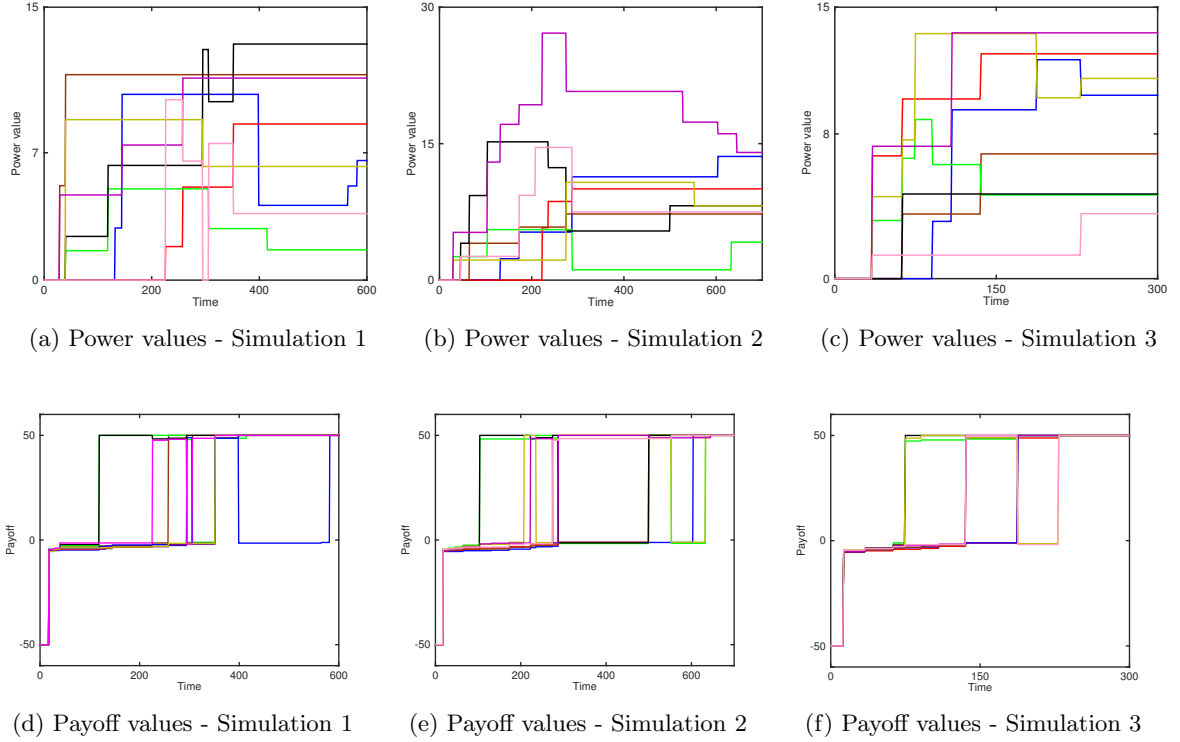 15
7
0
0
200
400
600
Power value
Time
(a) Power values - Simulation 1
30
15
0
0
200
400
600
Power value
Time
(b) Power values - Simulation 2
15
8
0
0
150
300
Power value
Time
(c) Power values - Simulation 3
50
0
-50
0
200
400
600
Payoff
Time
(d) Payoff values - Simulation 1
50
0
-50
0
200
400
600
Payoff
Time
(e) Payoff values - Simulation 2
50
0
-50
0
150
300
Payoff
Time
(f) Payoff values - Simulation 3